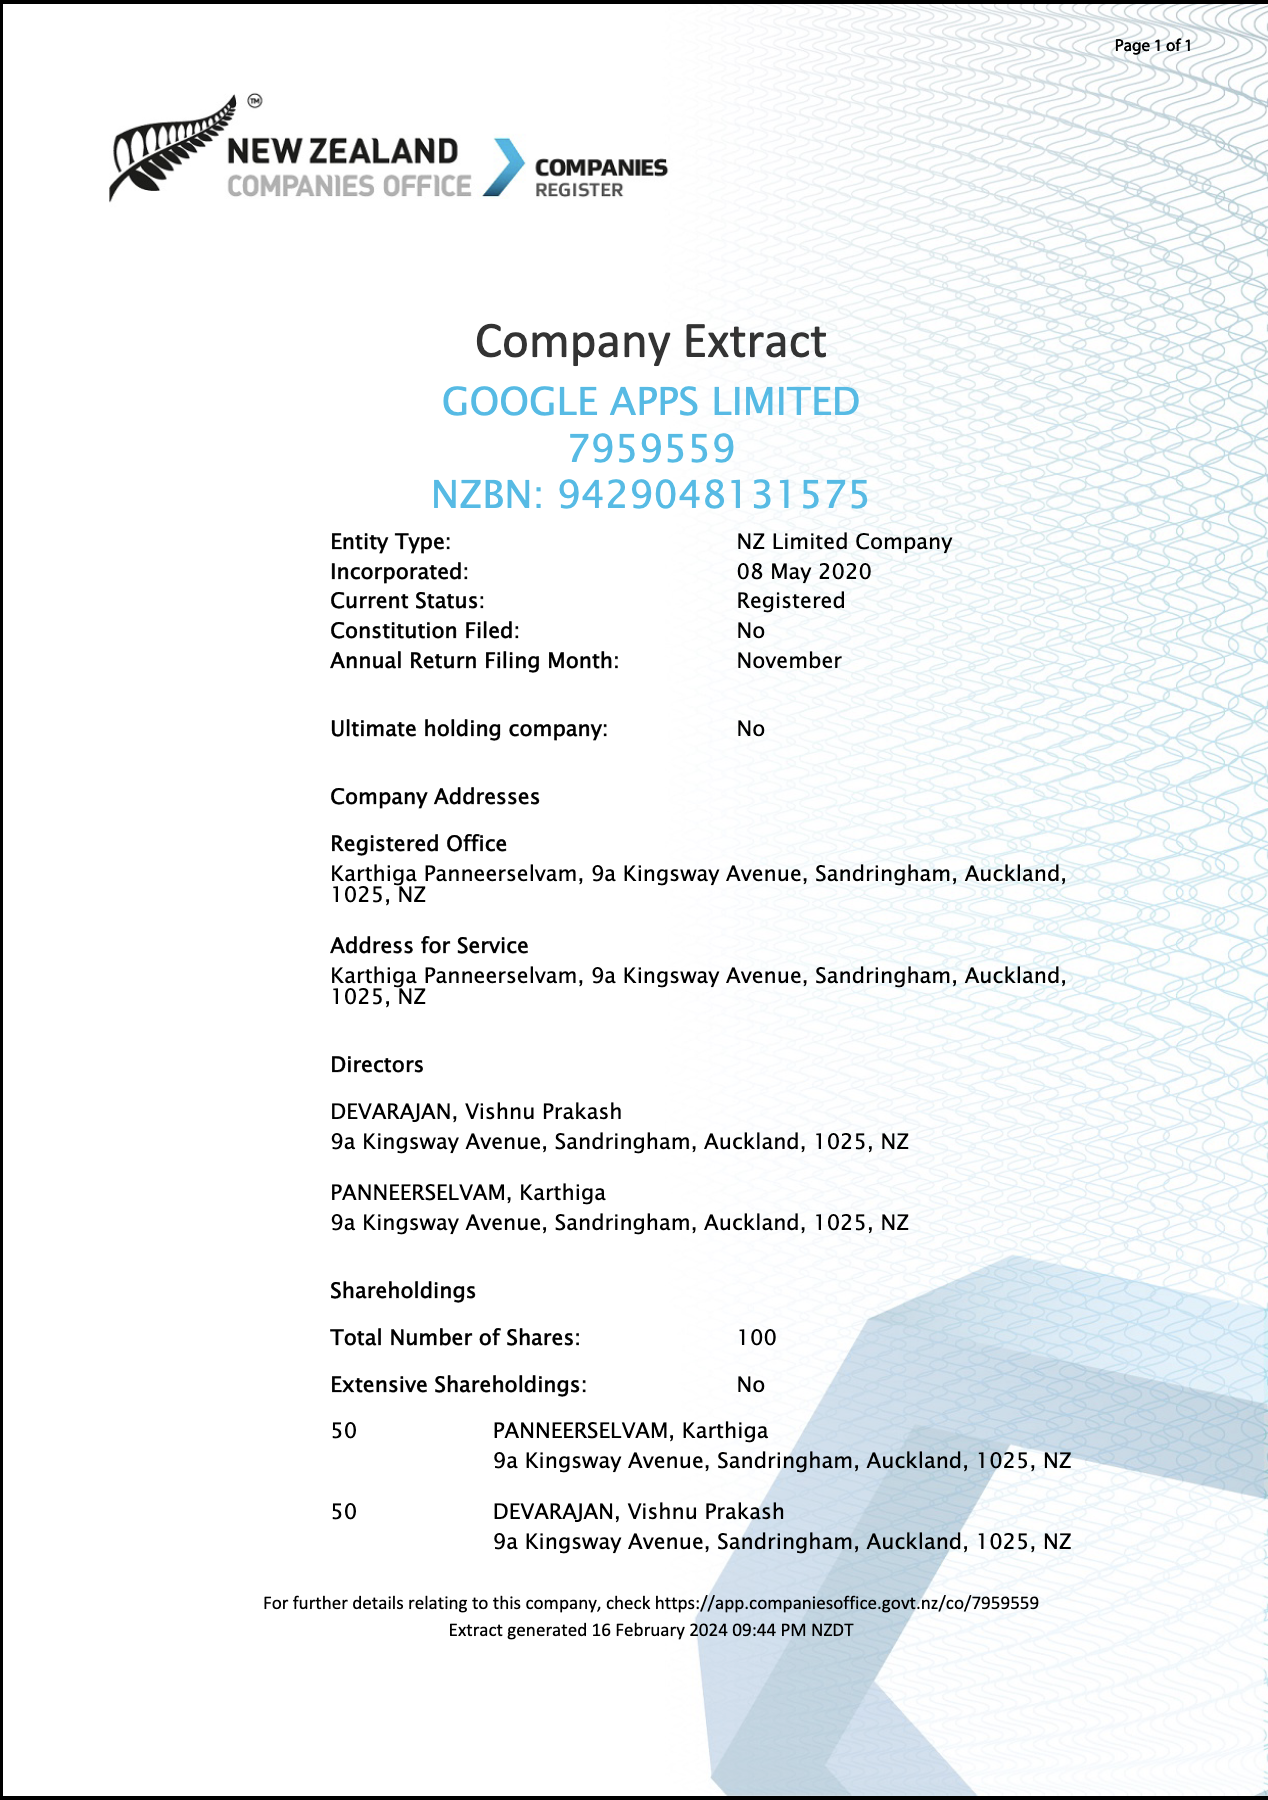 Page 1 of 1
TM
NEW ZEALAND
COMPANIES OFFICE
COMPANIES
REGISTER
Company Extract
GOOGLE APPS LIMITED
7959559
NZBN: 9429048131575
Entity Type: NZ Limited Company
Incorporated: 08 May 2020
Current Status: Registered
Constitution Filed: No
Annual Return Filing Month: November
Ultimate holding company: No
Company Addresses
Registered Office
Karthiga Panneerselvam, 9a Kingsway Avenue, Sandringham, Auckland,
1025, NZ
Address for Service
Karthiga Panneerselvam, 9a Kingsway Avenue, Sandringham, Auckland,
1025, NZ
Directors
DEVARAJAN, Vishnu Prakash
9a Kingsway Avenue, Sandringham, Auckland, 1025, NZ
PANNEERSELVAM, Karthiga
9a Kingsway Avenue, Sandringham, Auckland, 1025, NZ
Shareholdings
Total Number of Shares: 100
Extensive Shareholdings: No
50 PANNEERSELVAM, Karthiga
9a Kingsway Avenue, Sandringham, Auckland, 1025, NZ
50 DEVARAJAN, Vishnu Prakash
9a Kingsway Avenue, Sandringham, Auckland, 1025, NZ
For further details relating to this company, check https://app.companiesoffice.govt.nz/co/7959559
Extract generated 16 February 2024 09:44 PM NZDT